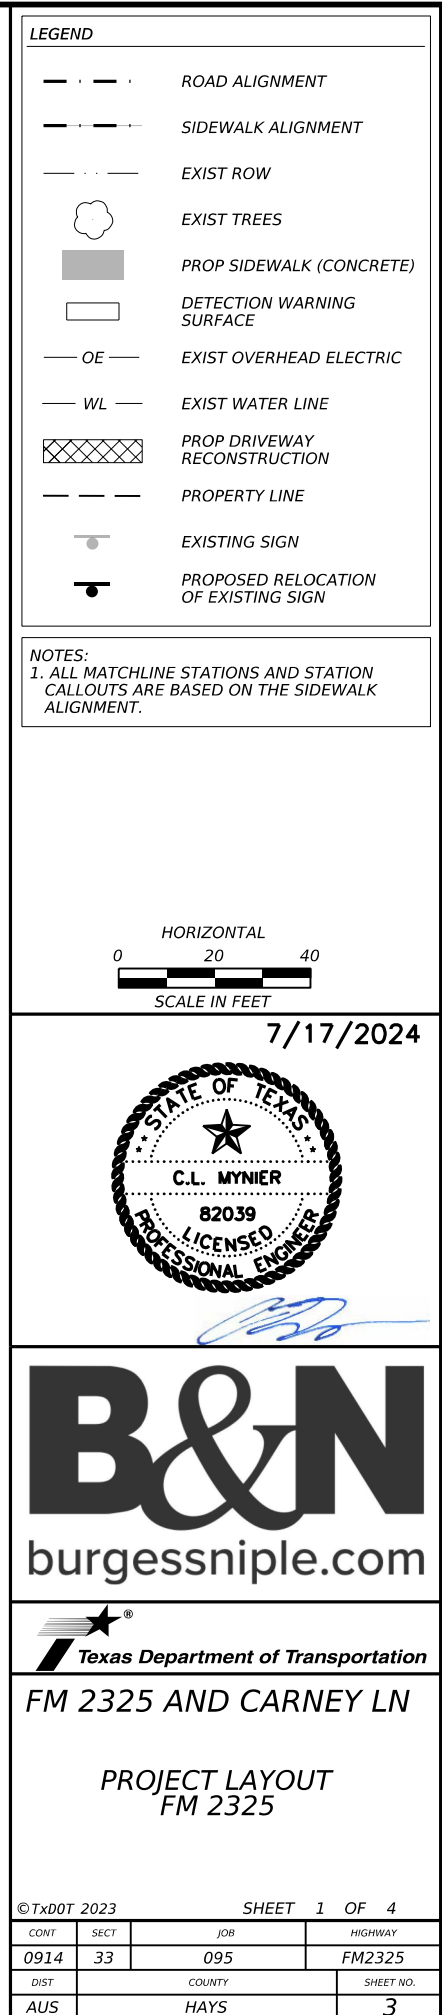 LEGEND
ROAD ALIGNMENT
SIDEWALK ALIGNMENT
EXIST ROW
EXIST TREES
PROP SIDEWALK (CONCRETE)
DETECTION WARNING
SURFACE
OE EXIST OVERHEAD ELECTRIC
WL EXIST WATER LINE
PROP DRIVEWAY
RECONSTRUCTION
PROPERTY LINE
EXISTING SIGN
PROPOSED RELOCATION
OF EXISTING SIGN
NOTES:
1. ALL MATCHLINE STATIONS AND STATION
CALLOUTS ARE BASED ON THE SIDEWALK
ALIGNMENT.
HORIZONTAL
0 20 40
SCALE IN FEET
7/17/2024
STATE OF TEXAS
C.L. MYNIER
82039
LICENSED
PROFESSIONAL ENGINEER
B&N
burgessniple.com
®
Texas Department of Transportation
FM 2325 AND CARNEY LN
PROJECT LAYOUT
FM 2325
©TxDOT 2023 SHEET 1 OF 4
CONT SECT JOB HIGHWAY
0914 33 095 FM2325
DIST COUNTY SHEET NO.
AUS HAYS 3